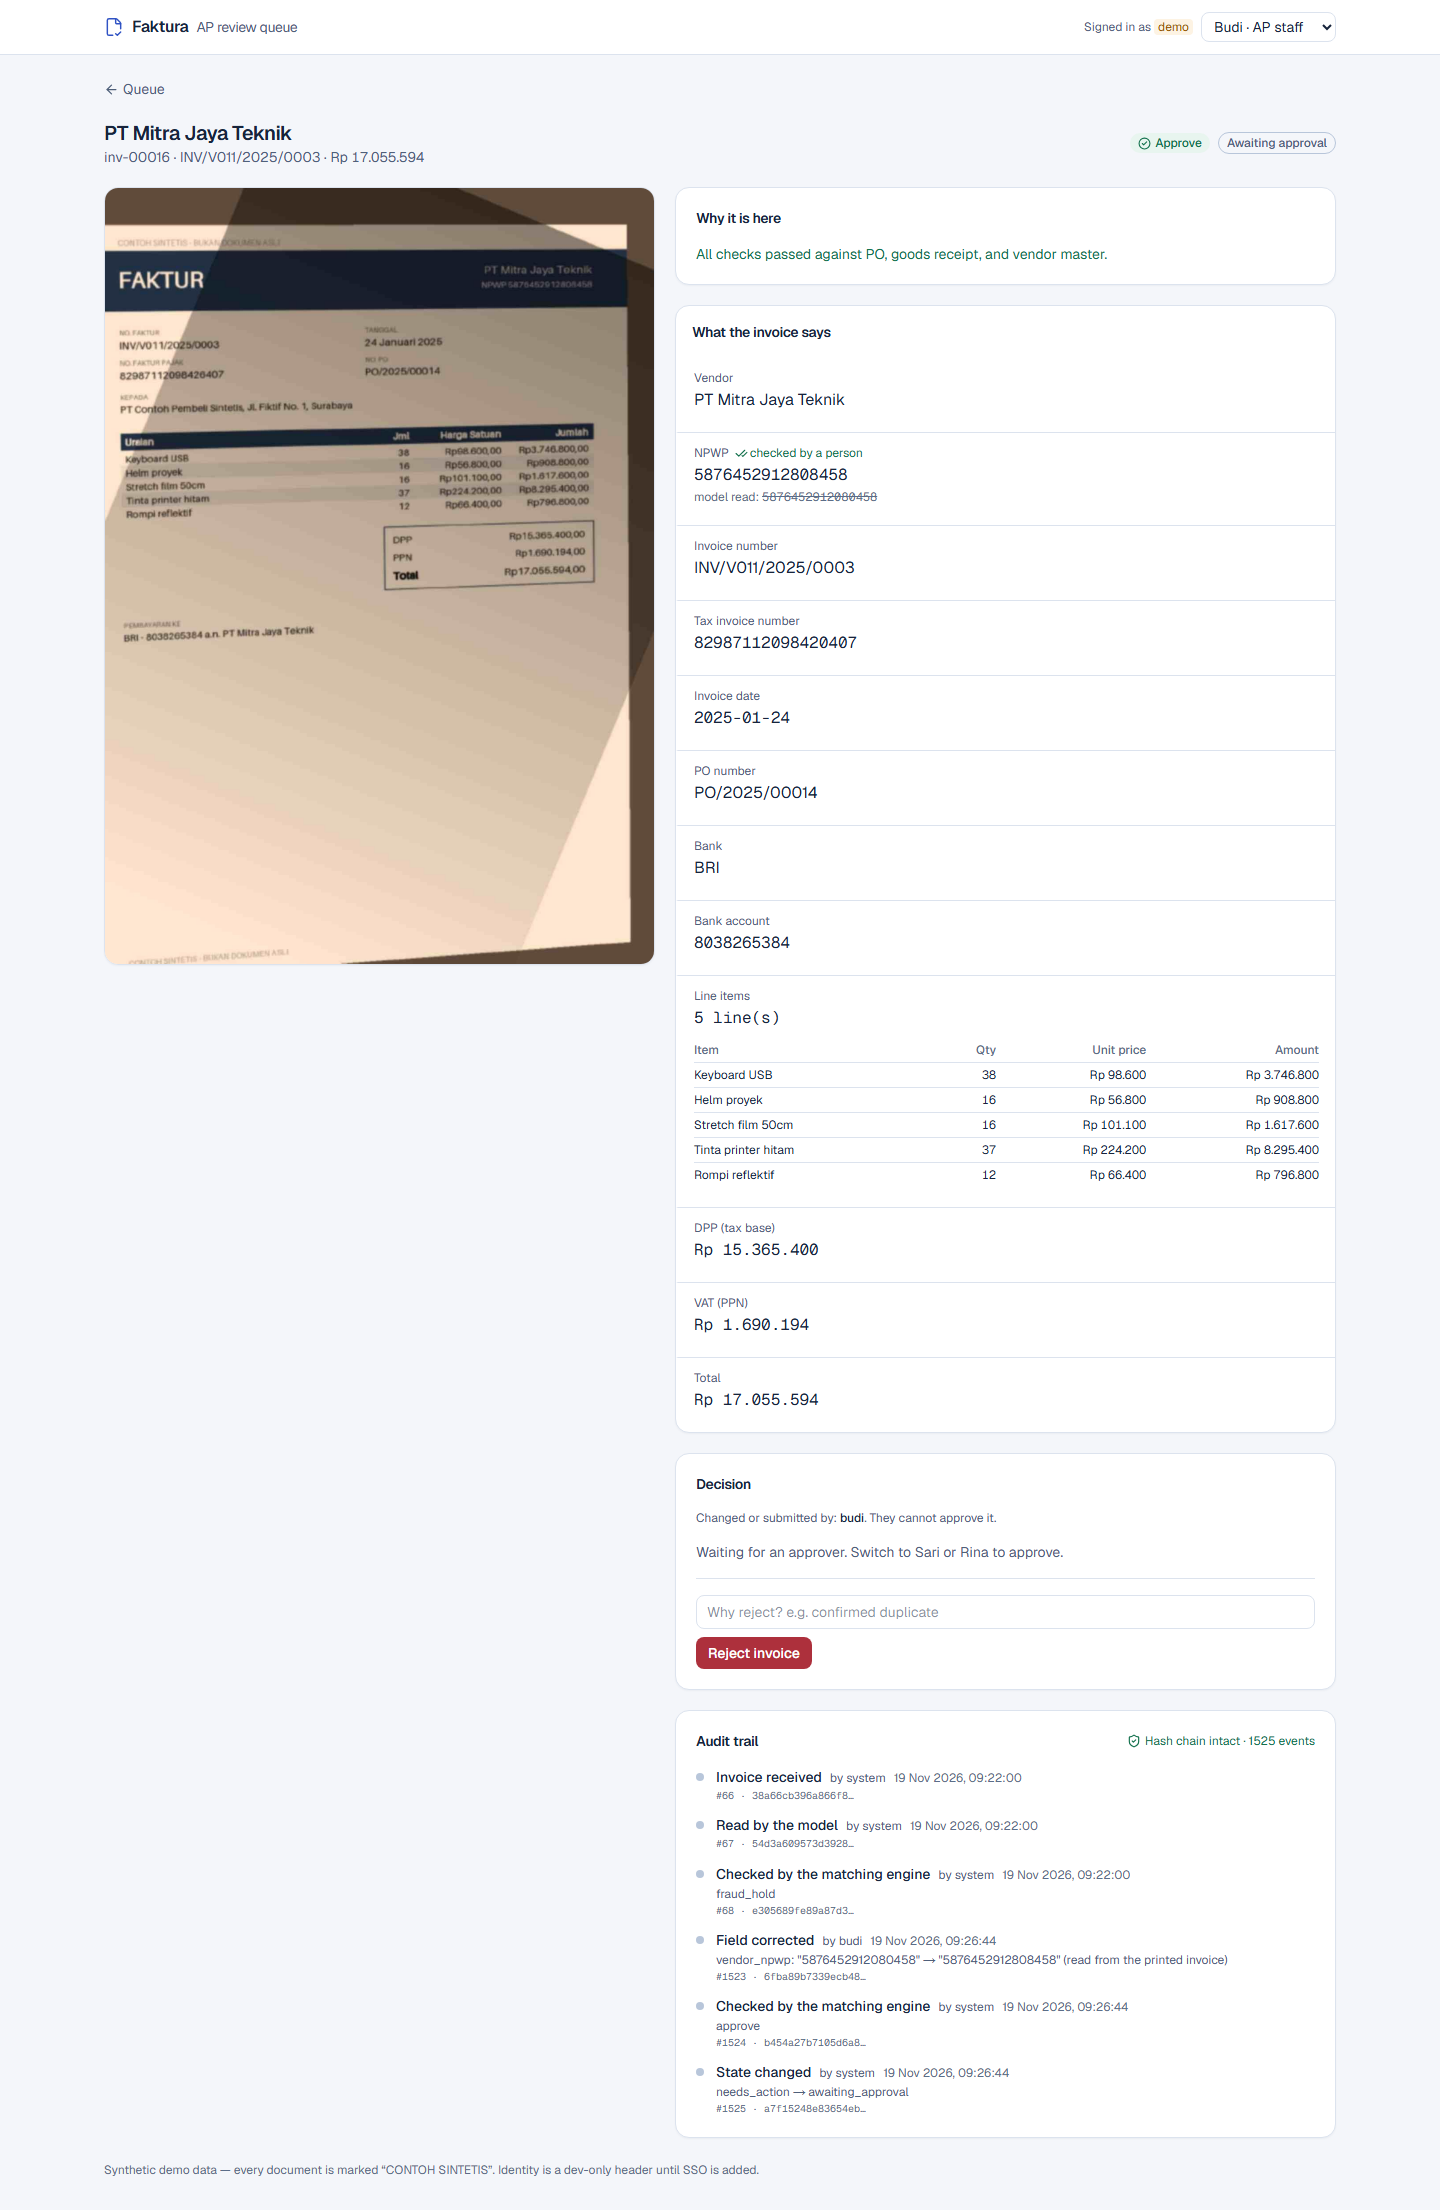 Faktura AP review queue
Signed in as demo Budi · AP staff
← Queue
PT Mitra Jaya Teknik
inv-00016 · INV/V011/2025/0003 · Rp 17.055.594
Approve Awaiting approval
CONTOH SINTETIS - BUKAN DOKUMEN ASLI
FAKTUR
PT Mitra Jaya Teknik
NPWP 5876452912808458
NO. FAKTUR
INV/V011/2025/0003
TANGGAL
24 Januari 2025
NO. FAKTUR PAJAK
82987112098426407
NO PO
PO/2025/00014
KEPADA
PT Contoh Pembeli Sintetis, Jl. Fiktif No. 1, Surabaya
Uraian Jml Harga Satuan Jumlah
Keyboard USB 38 Rp98.600,00 Rp3.746.800,00
Helm proyek 16 Rp56.800,00 Rp908.800,00
Stretch film 50cm 16 Rp101.100,00 Rp1.617.600,00
Tinta printer hitam 37 Rp224.200,00 Rp8.295.400,00
Rompi reflektif 12 Rp66.400,00 Rp796.800,00
DPP Rp15.365.400,00
PPN Rp1.690.194,00
Total Rp17.055.594,00
PEMBAYARAN KE
BRI - 8038265384 a.n. PT Mitra Jaya Teknik
CONTOH SINTETIS - BUKAN DOKUMEN ASLI
Why it is here
All checks passed against PO, goods receipt, and vendor master.
What the invoice says
Vendor
PT Mitra Jaya Teknik
NPWP checked by a person
5876452912808458
model read: 5876452912080458
Invoice number
INV/V011/2025/0003
Tax invoice number
82987112098420407
Invoice date
2025-01-24
PO number
PO/2025/00014
Bank
BRI
Bank account
8038265384
Line items
5 line(s)
Item Qty Unit price Amount
Keyboard USB 38 Rp 98.600 Rp 3.746.800
Helm proyek 16 Rp 56.800 Rp 908.800
Stretch film 50cm 16 Rp 101.100 Rp 1.617.600
Tinta printer hitam 37 Rp 224.200 Rp 8.295.400
Rompi reflektif 12 Rp 66.400 Rp 796.800
DPP (tax base)
Rp 15.365.400
VAT (PPN)
Rp 1.690.194
Total
Rp 17.055.594
Decision
Changed or submitted by: budi. They cannot approve it.
Waiting for an approver. Switch to Sari or Rina to approve.
Why reject? e.g. confirmed duplicate
Reject invoice
Audit trail Hash chain intact · 1525 events
Invoice received by system 19 Nov 2026, 09:22:00
#66 · 38a66cb396a866f8…
Read by the model by system 19 Nov 2026, 09:22:00
#67 · 54d3a609573d3928…
Checked by the matching engine by system 19 Nov 2026, 09:22:00
fraud_hold
#68 · e305689fe89a87d3…
Field corrected by budi 19 Nov 2026, 09:26:44
vendor_npwp: "5876452912080458" → "5876452912808458" (read from the printed invoice)
#1523 · 6fba89b7339ecb48…
Checked by the matching engine by system 19 Nov 2026, 09:26:44
approve
#1524 · b454a27b7105d6a8…
State changed by system 19 Nov 2026, 09:26:44
needs_action → awaiting_approval
#1525 · a7f15248e83654eb…
Synthetic demo data — every document is marked “CONTOH SINTETIS”. Identity is a dev-only header until SSO is added.